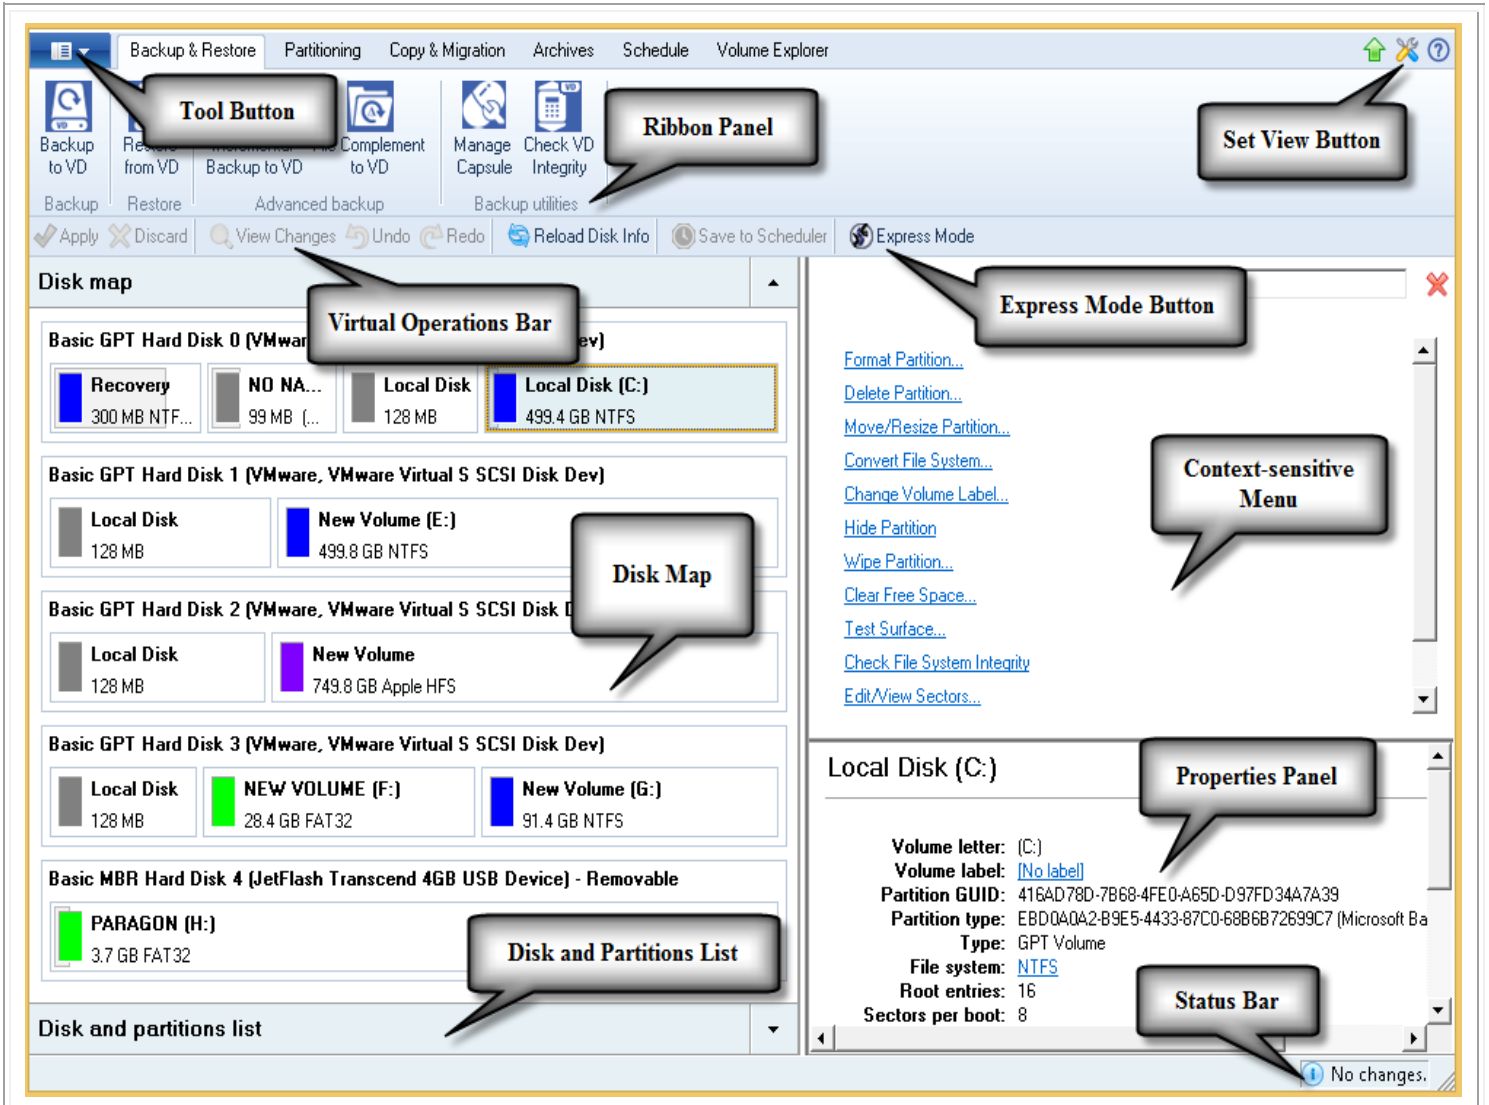 Backup & Restore Partitioning Copy & Migration Archives Schedule Volume Explorer
Tool Button
Ribbon Panel
Set View Button
Backup to VD
from VD
Backup to VD
Complement to VD
Manage Capsule
Check VD Integrity
Backup Restore Advanced backup Backup utilities
Apply Discard View Changes Undo Redo Reload Disk Info Save to Scheduler Express Mode
Disk map
Virtual Operations Bar
Express Mode Button
Basic GPT Hard Disk 0 (VMwar ev)
Recovery
300 MB NTF...
NO NA...
99 MB (...
Local Disk
128 MB
Local Disk (C:)
499.4 GB NTFS
Basic GPT Hard Disk 1 (VMware, VMware Virtual S SCSI Disk Dev)
Local Disk
128 MB
New Volume (E:)
499.8 GB NTFS
Disk Map
Basic GPT Hard Disk 2 (VMware, VMware Virtual S SCSI Disk
Local Disk
128 MB
New Volume
749.8 GB Apple HFS
Basic GPT Hard Disk 3 (VMware, VMware Virtual S SCSI Disk Dev)
Local Disk
128 MB
NEW VOLUME (F:)
28.4 GB FAT32
New Volume (G:)
91.4 GB NTFS
Basic MBR Hard Disk 4 (JetFlash Transcend 4GB USB Device) - Removable
PARAGON (H:)
3.7 GB FAT32
Disk and Partitions List
Disk and partitions list
Format Partition...
Delete Partition...
Move/Resize Partition...
Convert File System...
Change Volume Label...
Hide Partition
Wipe Partition...
Clear Free Space...
Test Surface...
Check File System Integrity
Edit/View Sectors...
Context-sensitive
Menu
Local Disk (C:)
Properties Panel
Volume letter: (C:)
Volume label: [No label]
Partition GUID: 416AD78D-7B68-4FE0-A65D-D97FD34A7A39
Partition type: EBD0A0A2-B9E5-4433-87C0-68B6B72699C7 (Microsoft Ba
Type: GPT Volume
File system: NTFS
Root entries: 16
Sectors per boot: 8
Status Bar
No changes.